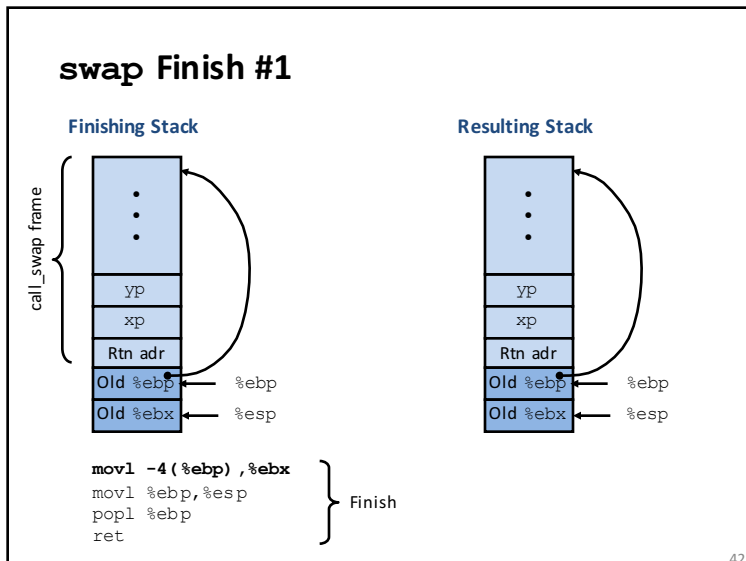 swap Finish #1
Finishing Stack
Resulting Stack
call_swap frame
yp
xp
Rtn adr
Old %ebp
%ebp
Old %ebx
%esp
yp
xp
Rtn adr
Old %ebp
%ebp
Old %ebx
%esp
movl -4(%ebp),%ebx
movl %ebp,%esp
popl %ebp
ret
Finish
42